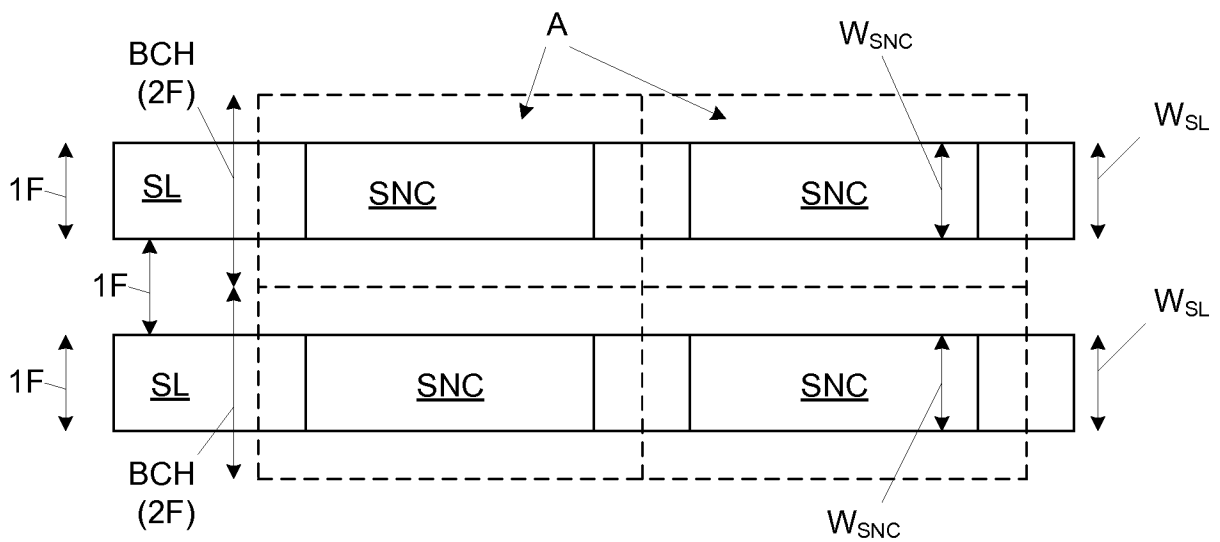 A
W_SNC
BCH
(2F)
W_SL
1F
SL
SNC
SNC
1F
W_SL
1F
SL
SNC
SNC
BCH
(2F)
W_SNC